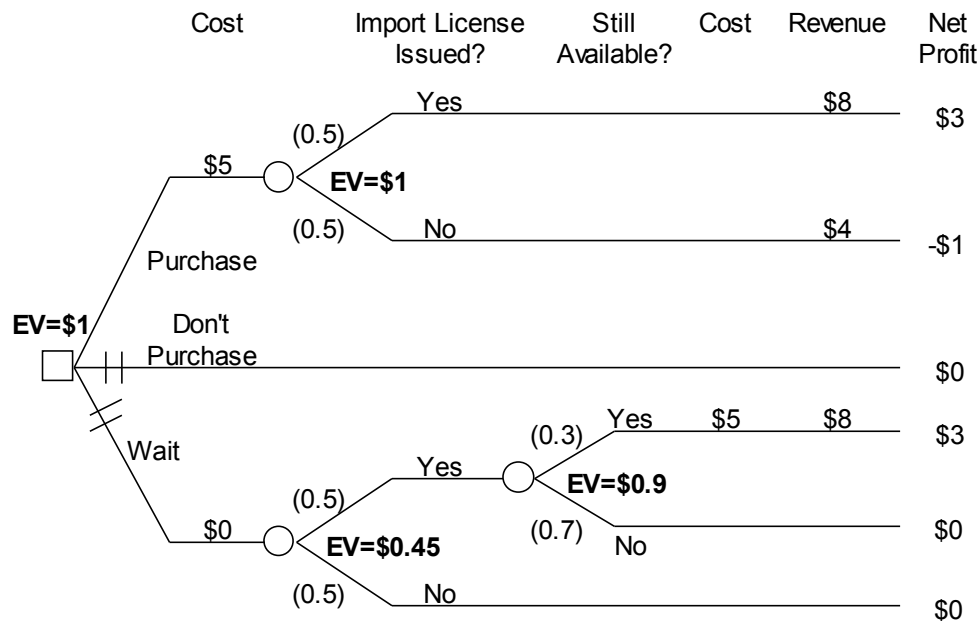 Cost Import License Still Cost Revenue Net
Issued? Available? Profit
Yes $8 $3
(0.5)
$5
EV=$1
(0.5) No $4 -$1
Purchase
EV=$1 Don't
Purchase $0
Yes $5 $8 $3
(0.3)
Wait Yes
EV=$0.9
(0.5)
(0.7) No $0
$0
EV=$0.45
(0.5) No $0